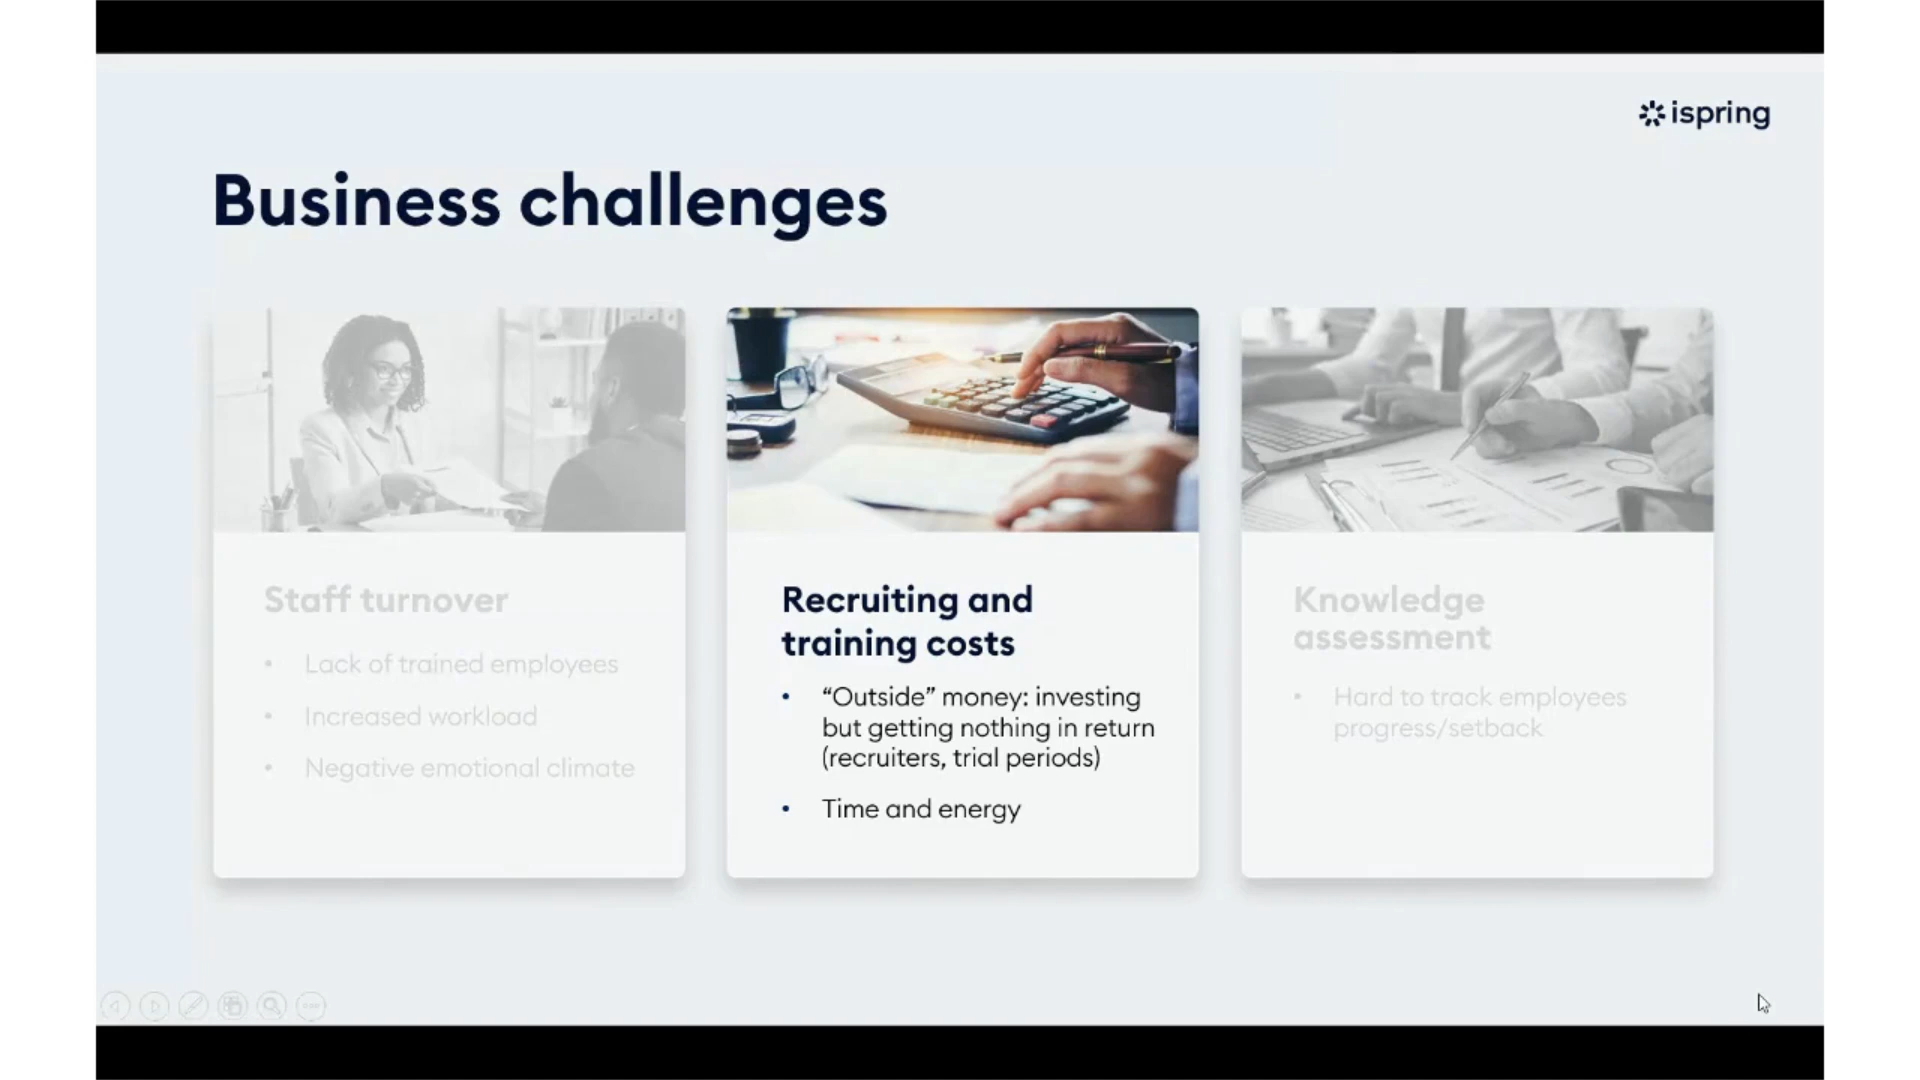 ispring
Business challenges
Staff turnover
• Lack of trained employees
• Increased workload
• Negative emotional climate
Recruiting and
training costs
• “Outside” money: investing
but getting nothing in return
(recruiters, trial periods)
• Time and energy
Knowledge
assessment
• Hard to track employees
progress/setback